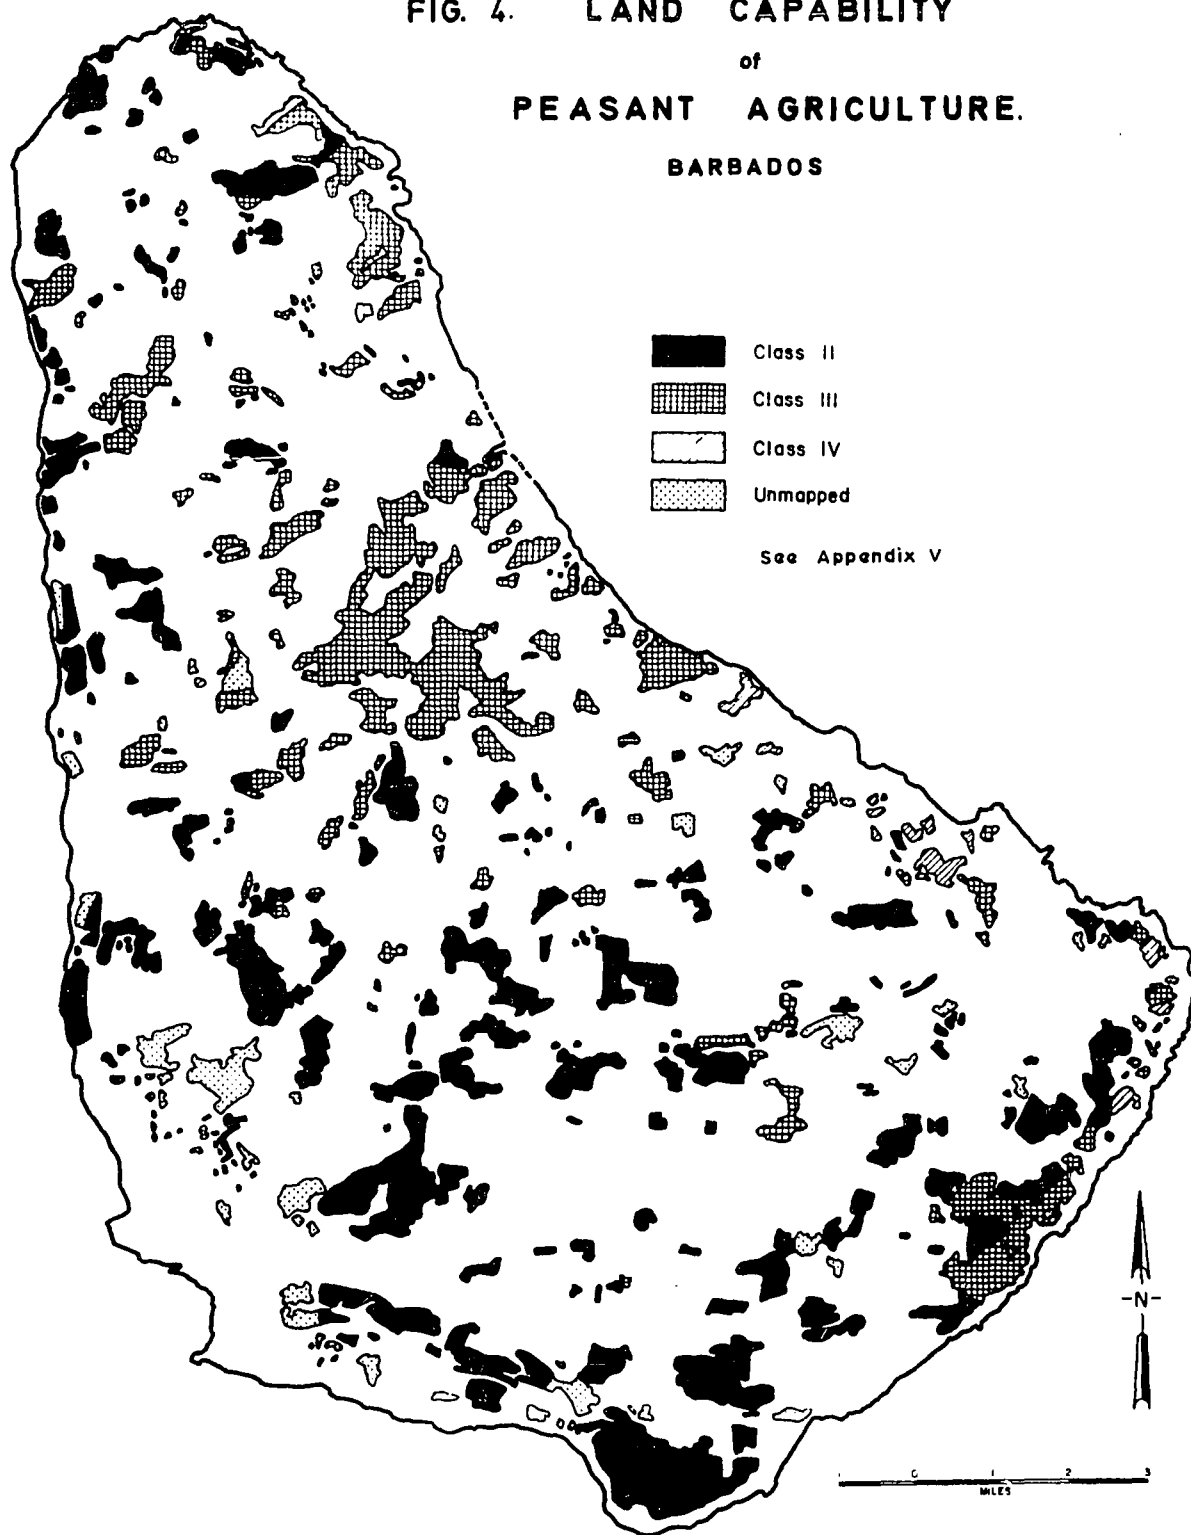 FIG. 4. LAND CAPABILITY
of
PEASANT AGRICULTURE.
BARBADOS
Class II
Class III
Class IV
Unmapped
See Appendix V
-N-
0 1 2 3
MILES